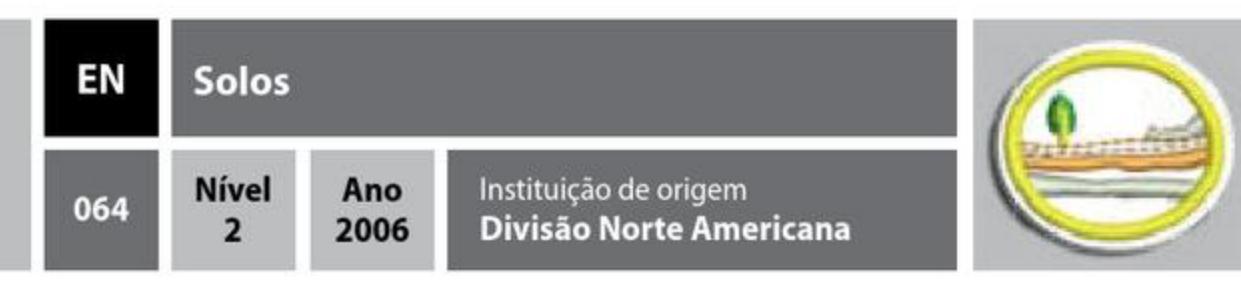 EN
Solos
064
Nível
2
Ano
2006
Instituição de origem
Divisão Norte Americana